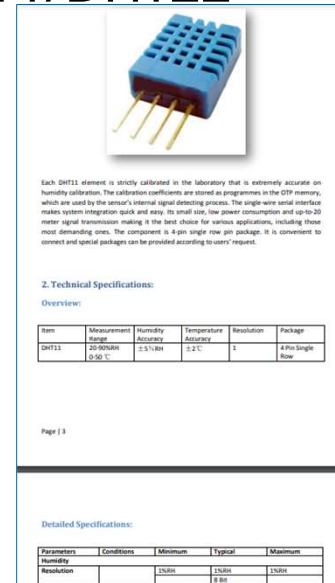 Each DHT11 element is strictly calibrated in the laboratory that is extremely accurate on
humidity calibration. The calibration coefficients are stored as programmes in the OTP memory,
which are used by the sensor's internal signal detecting process. The single-wire serial interface
makes system integration quick and easy. Its small size, low power consumption and up-to-20
meter signal transmission making it the best choice for various applications, including those
most demanding ones. The component is 4-pin single row pin package. It is convenient to
connect and special packages can be provided according to users' request.
2. Technical Specifications:
Overview:
Item Measurement Range Humidity Accuracy Temperature Accuracy Resolution Package
DHT11 20-90%RH 0-50 ℃ ±5%RH ±2℃ 1 4 Pin Single Row
Page | 3
Detailed Specifications:
Parameters Conditions Minimum Typical Maximum
Humidity
Resolution 1%RH 1%RH 1%RH
8 Bit